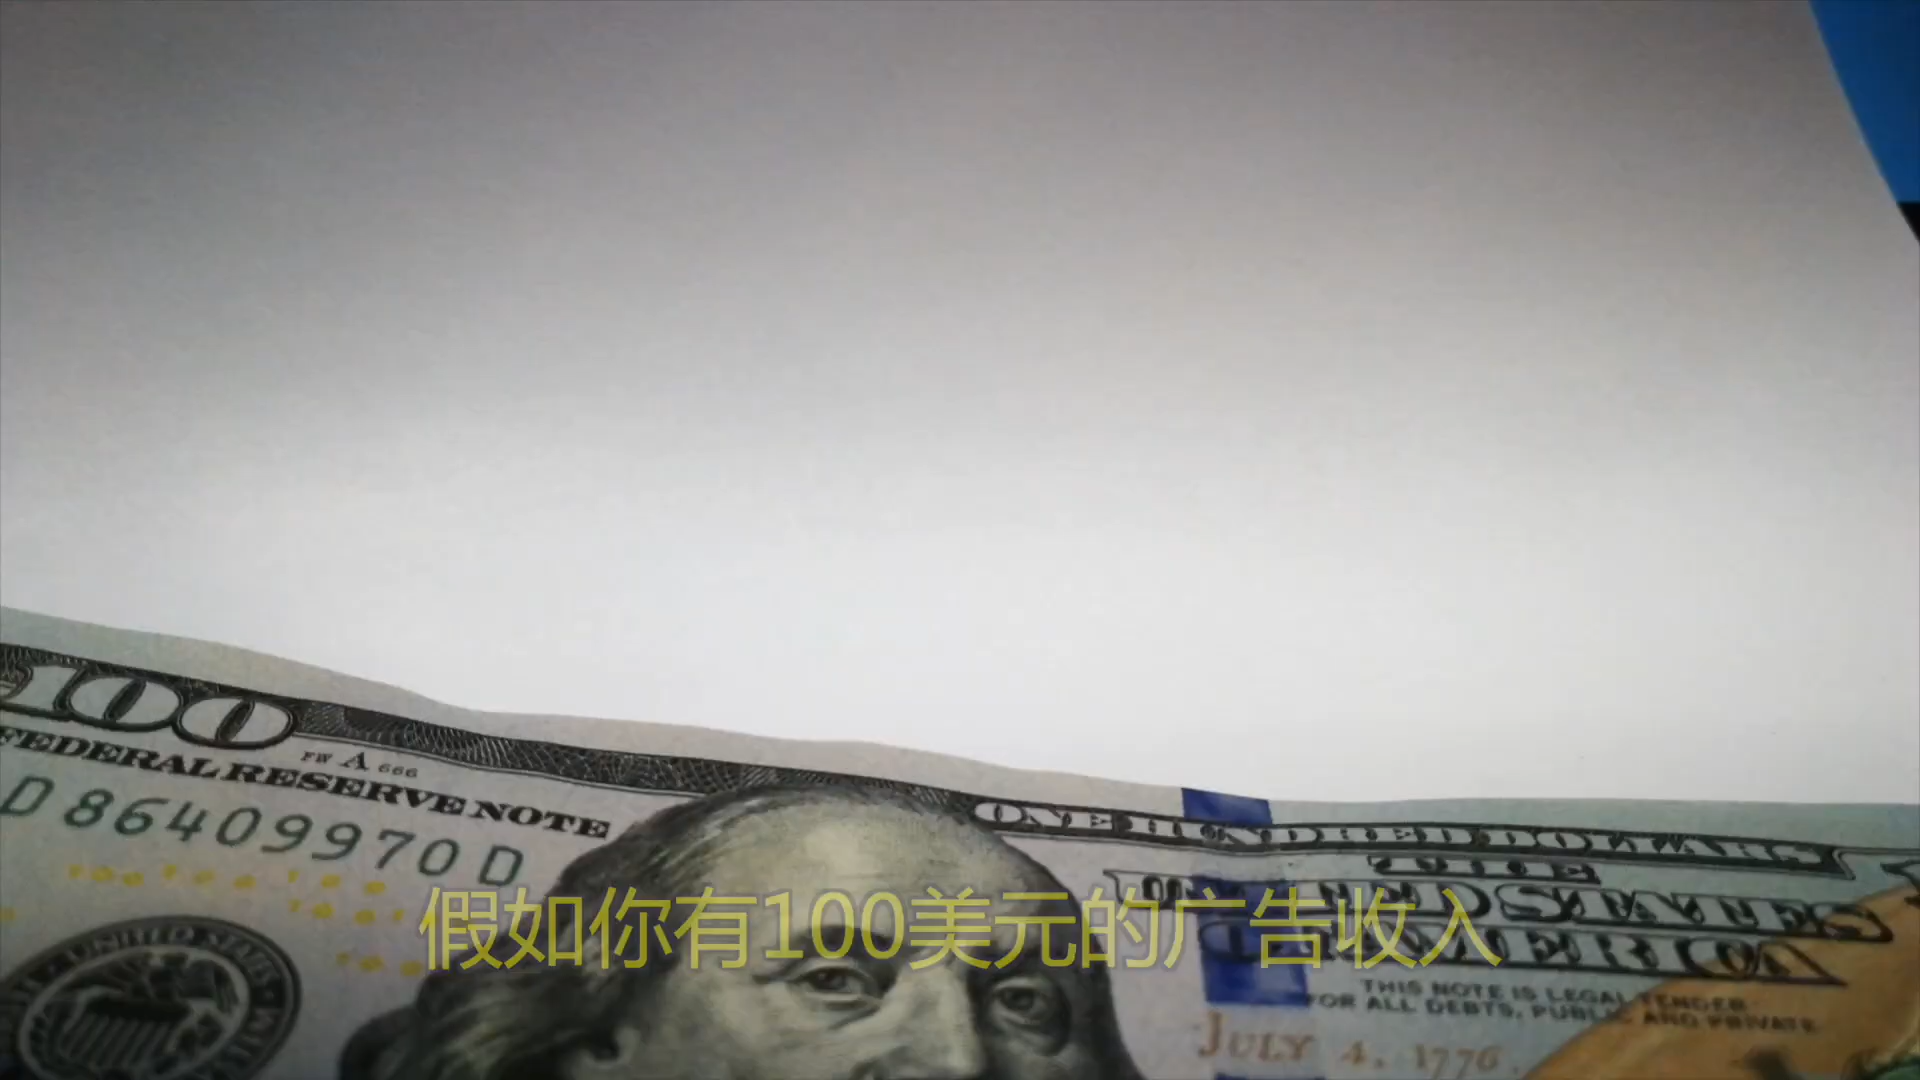 100
FEDERAL RESERVE NOTE
FW A 666
D 86409970 D
ONE HUNDRED DOLLARS
THE
UNITED STATES
AMERICA
THIS NOTE IS LEGAL TENDER
FOR ALL DEBTS, PUBLIC AND PRIVATE
JULY 4, 1776
UNITED STATES
假如你有100美元的广告收入